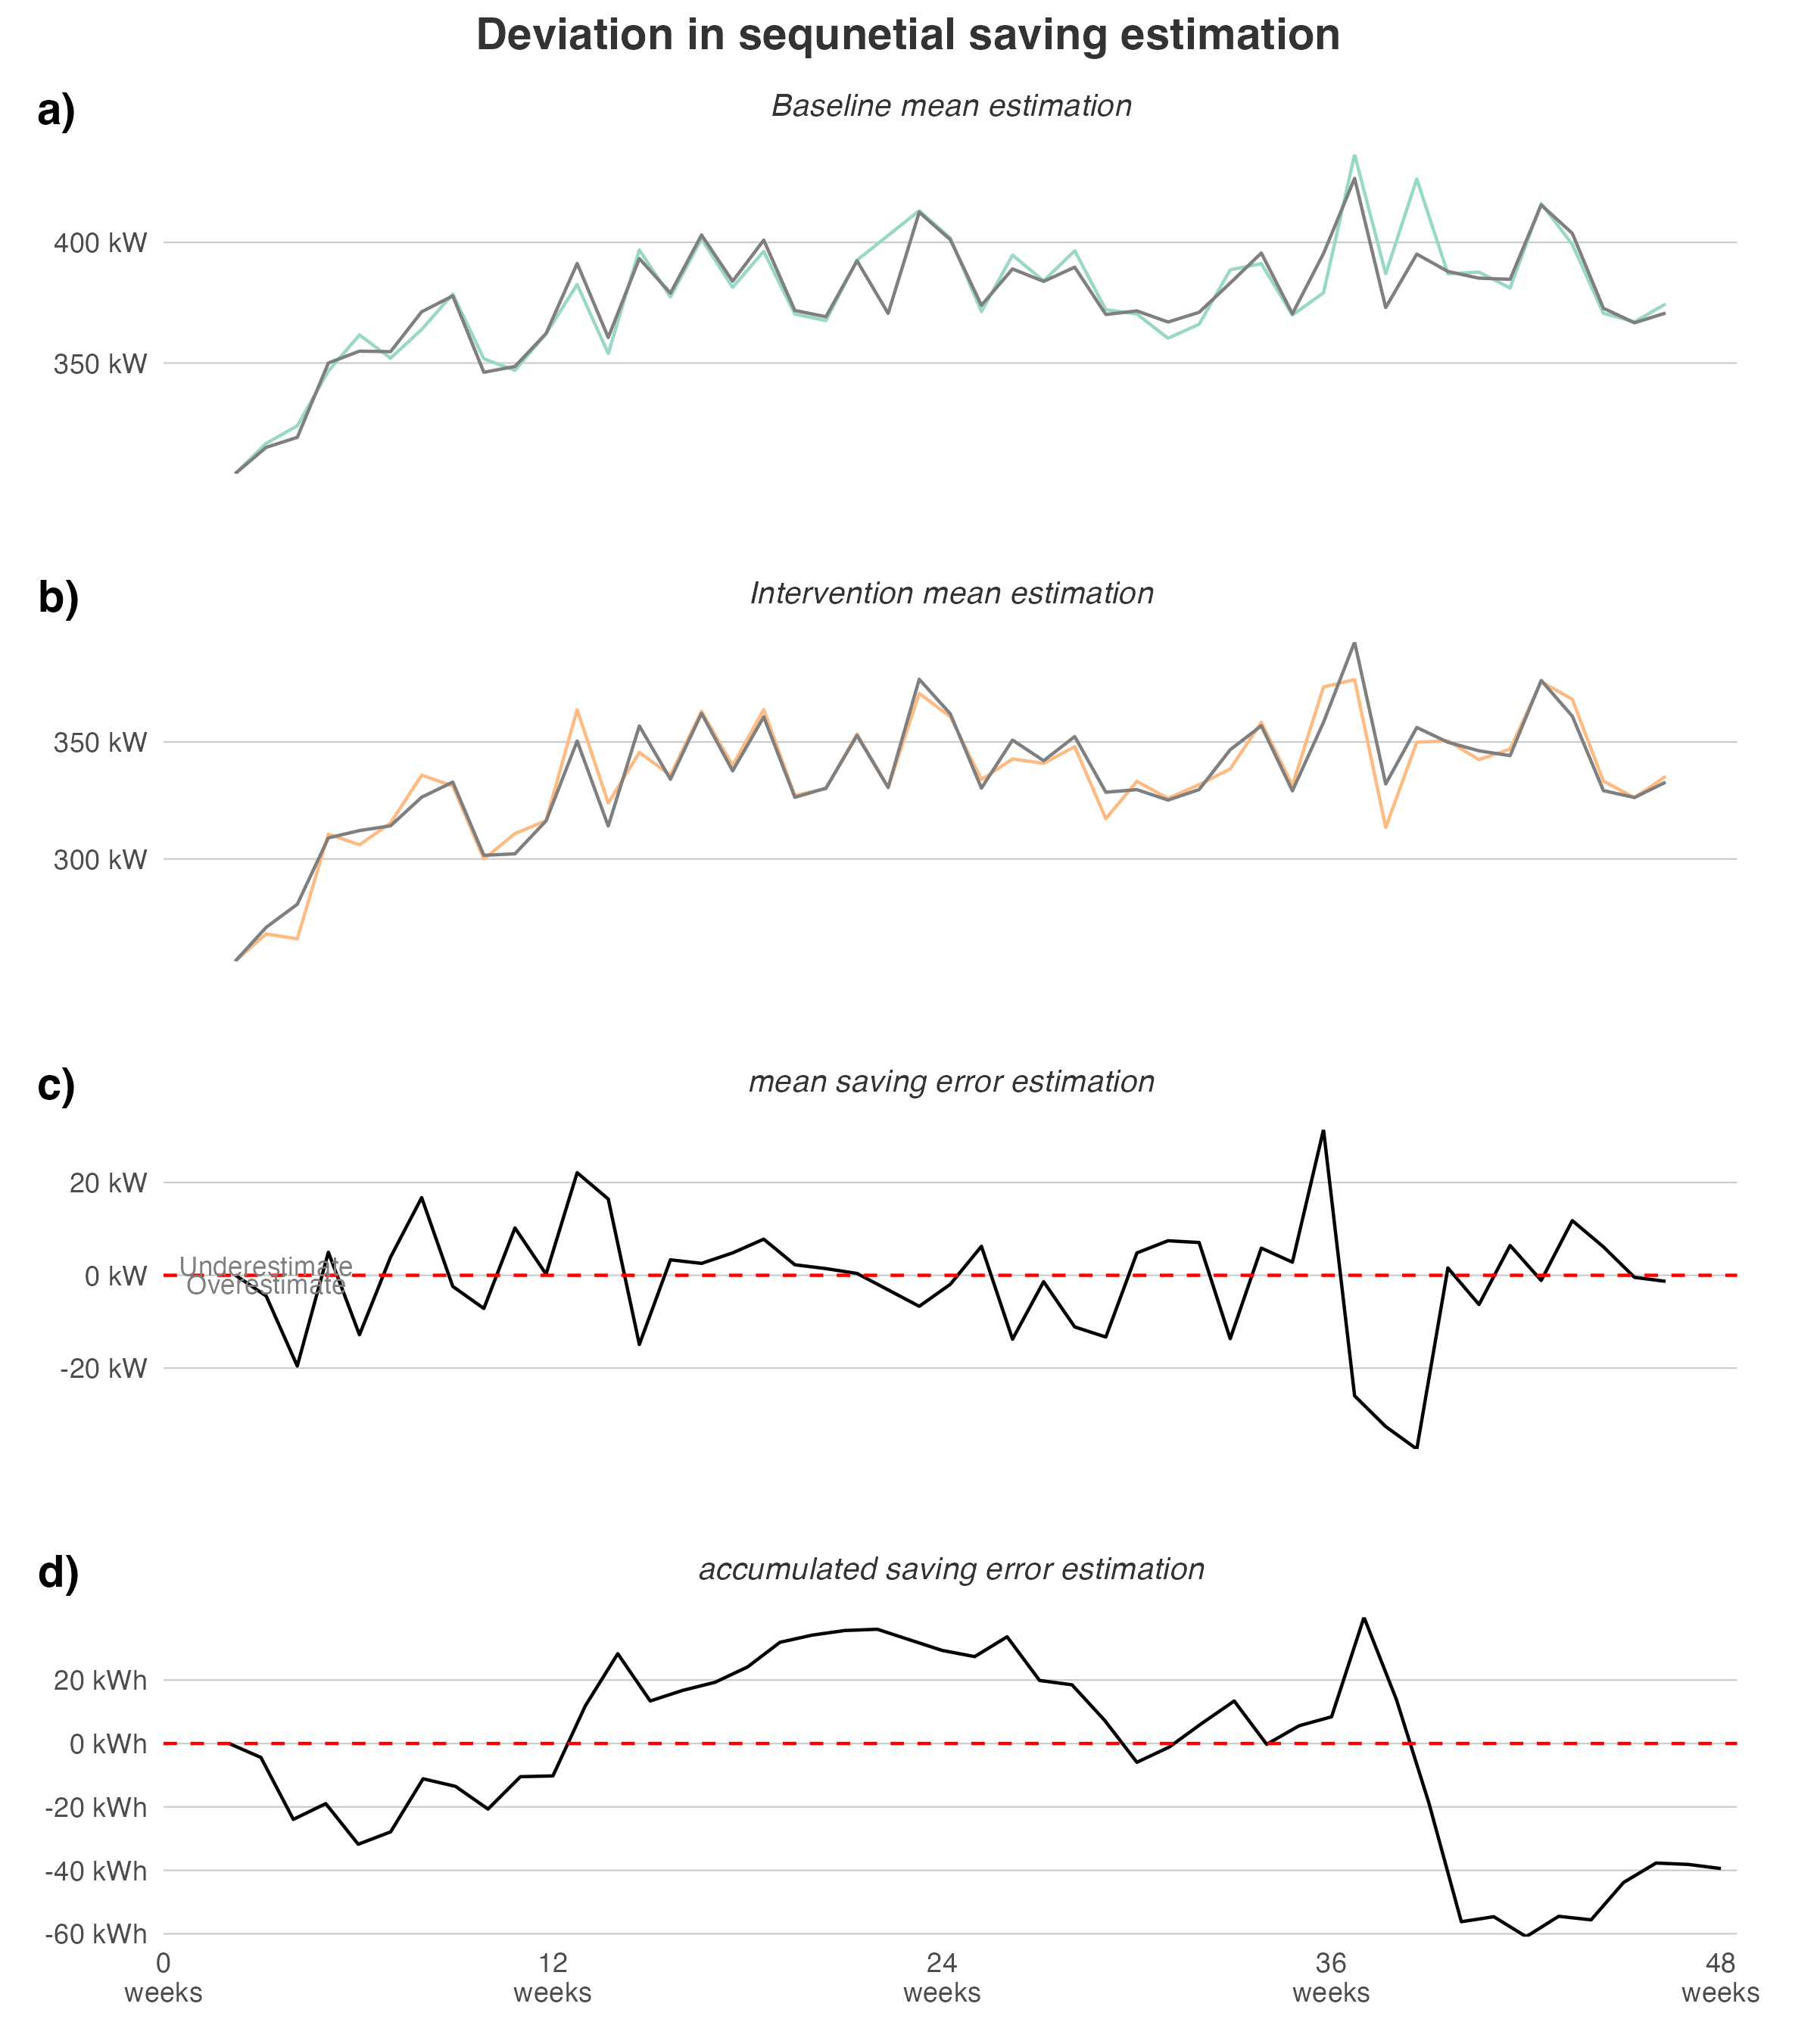 Deviation in sequnetial saving estimation
a)
Baseline mean estimation
400 kW
350 kW
b)
Intervention mean estimation
350 kW
300 kW
c)
mean saving error estimation
20 kW
Underestimate
0 kW
Overestimate
-20 kW
d)
accumulated saving error estimation
20 kWh
0 kWh
-20 kWh
-40 kWh
-60 kWh
0 12 24 36 48
weeks weeks weeks weeks weeks